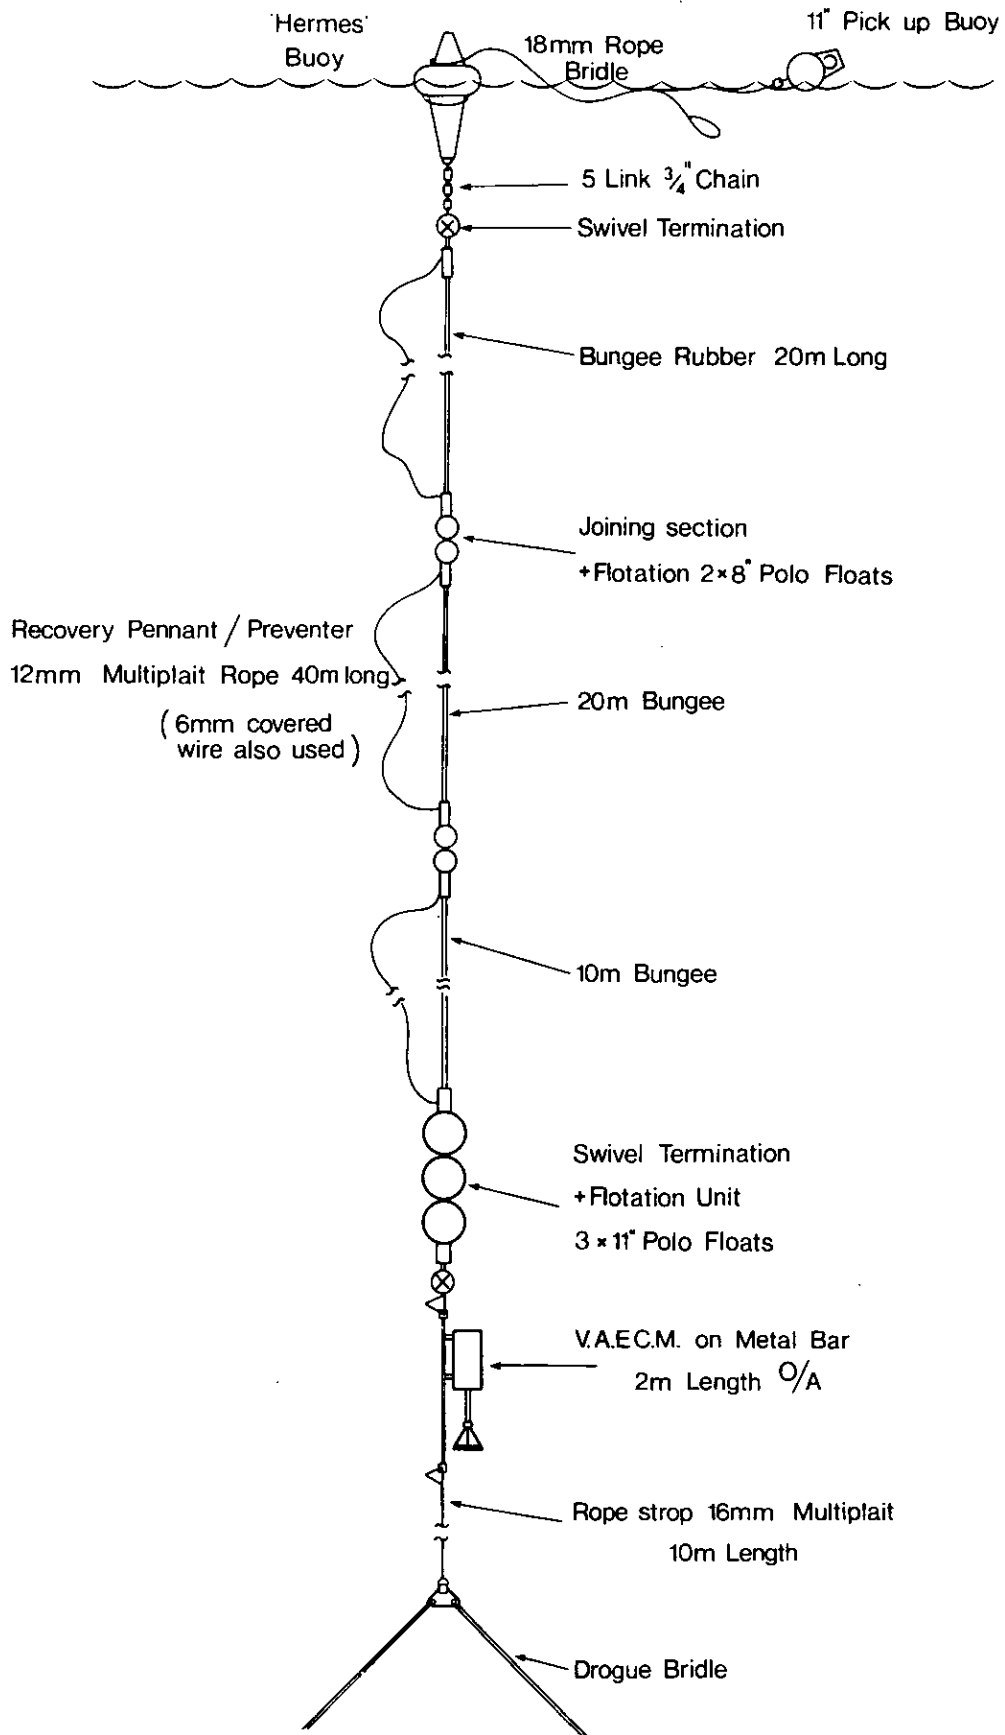 'Hermes'
Buoy
18mm Rope
Bridle
11" Pick up Buoy
5 Link 3/4" Chain
Swivel Termination
Bungee Rubber 20m Long
Joining section
+Flotation 2×8" Polo Floats
Recovery Pennant / Preventer
12mm Multiplait Rope 40m long
(6mm covered
wire also used)
20m Bungee
10m Bungee
Swivel Termination
+Flotation Unit
3×11" Polo Floats
V.A.E.C.M. on Metal Bar
2m Length O/A
Rope strop 16mm Multiplait
10m Length
Drogue Bridle